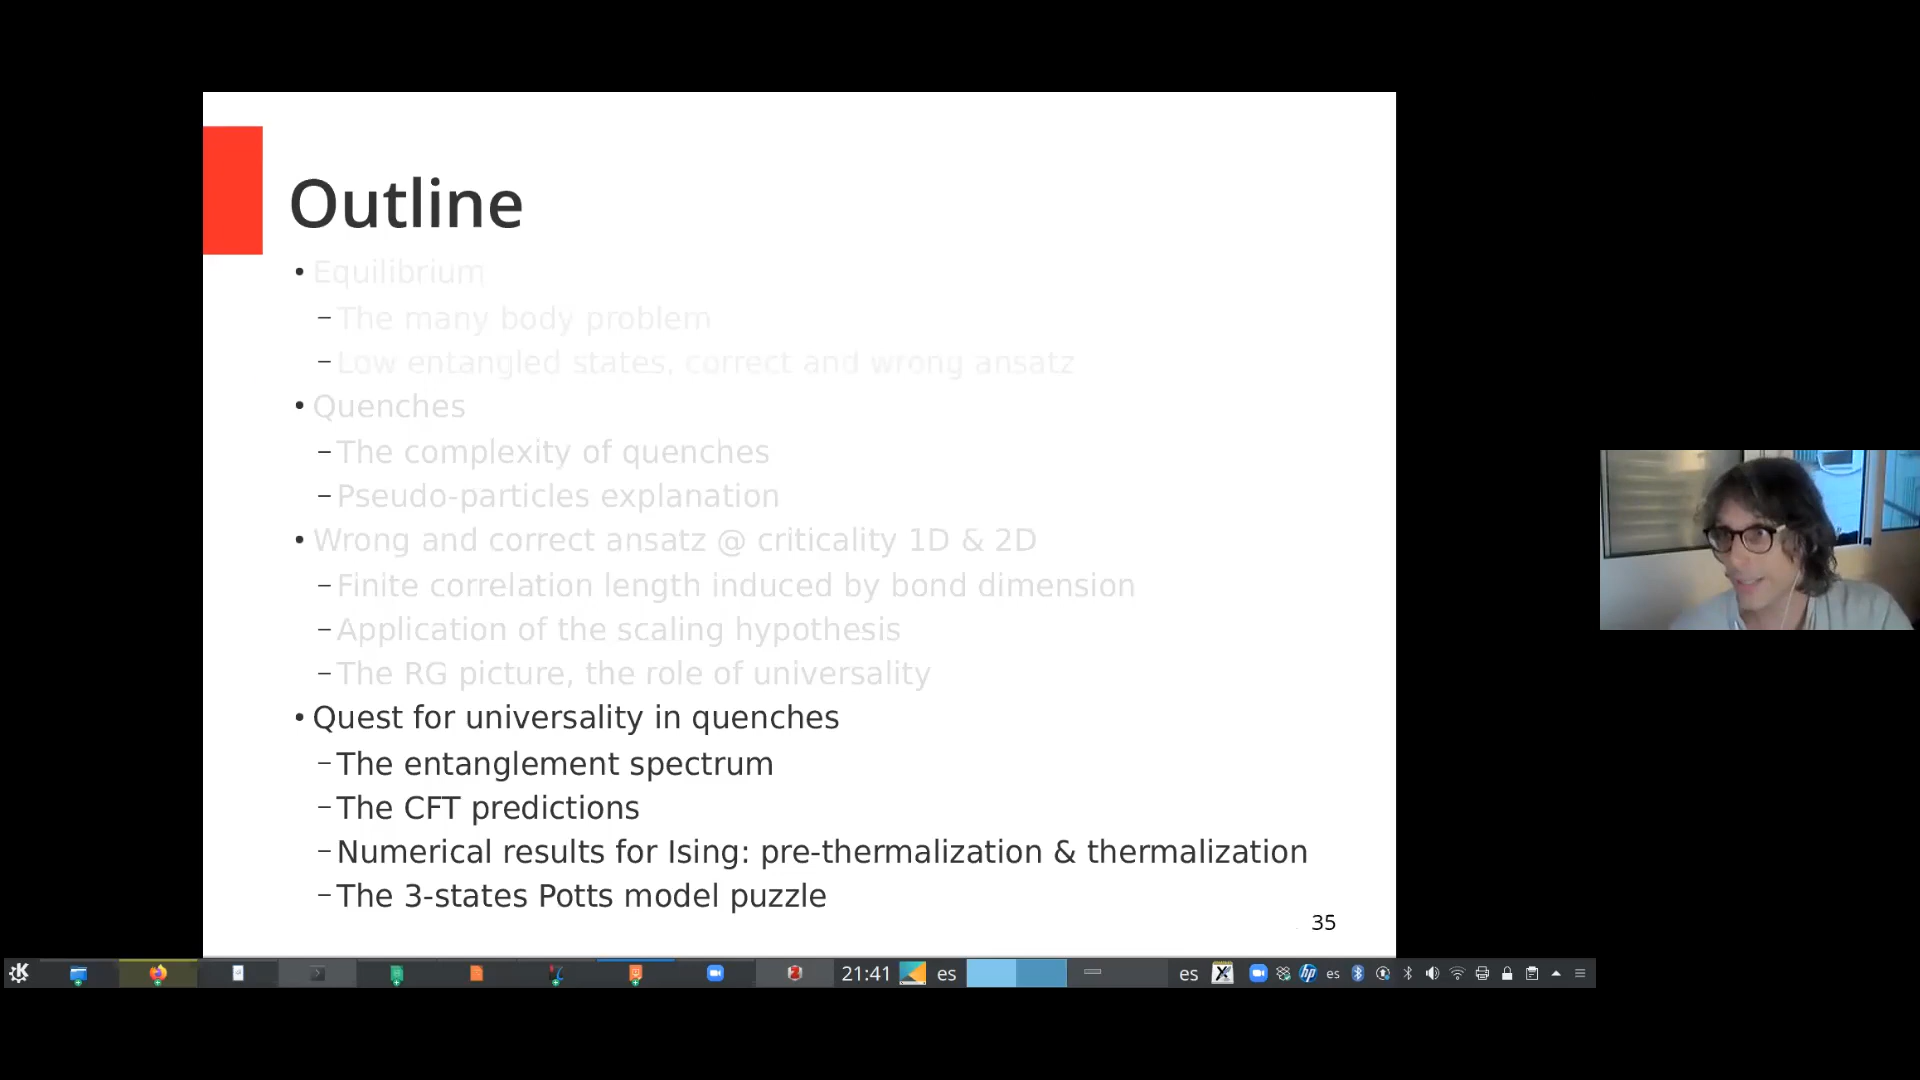 Outline
• Equilibrium
– The many body problem
– Low entangled states, correct and wrong ansatz
• Quenches
– The complexity of quenches
– Pseudo-particles explanation
• Wrong and correct ansatz @ criticality 1D & 2D
– Finite correlation length induced by bond dimension
– Application of the scaling hypothesis
– The RG picture, the role of universality
• Quest for universality in quenches
– The entanglement spectrum
– The CFT predictions
– Numerical results for Ising: pre-thermalization & thermalization
– The 3-states Potts model puzzle
35
21:41 es es es